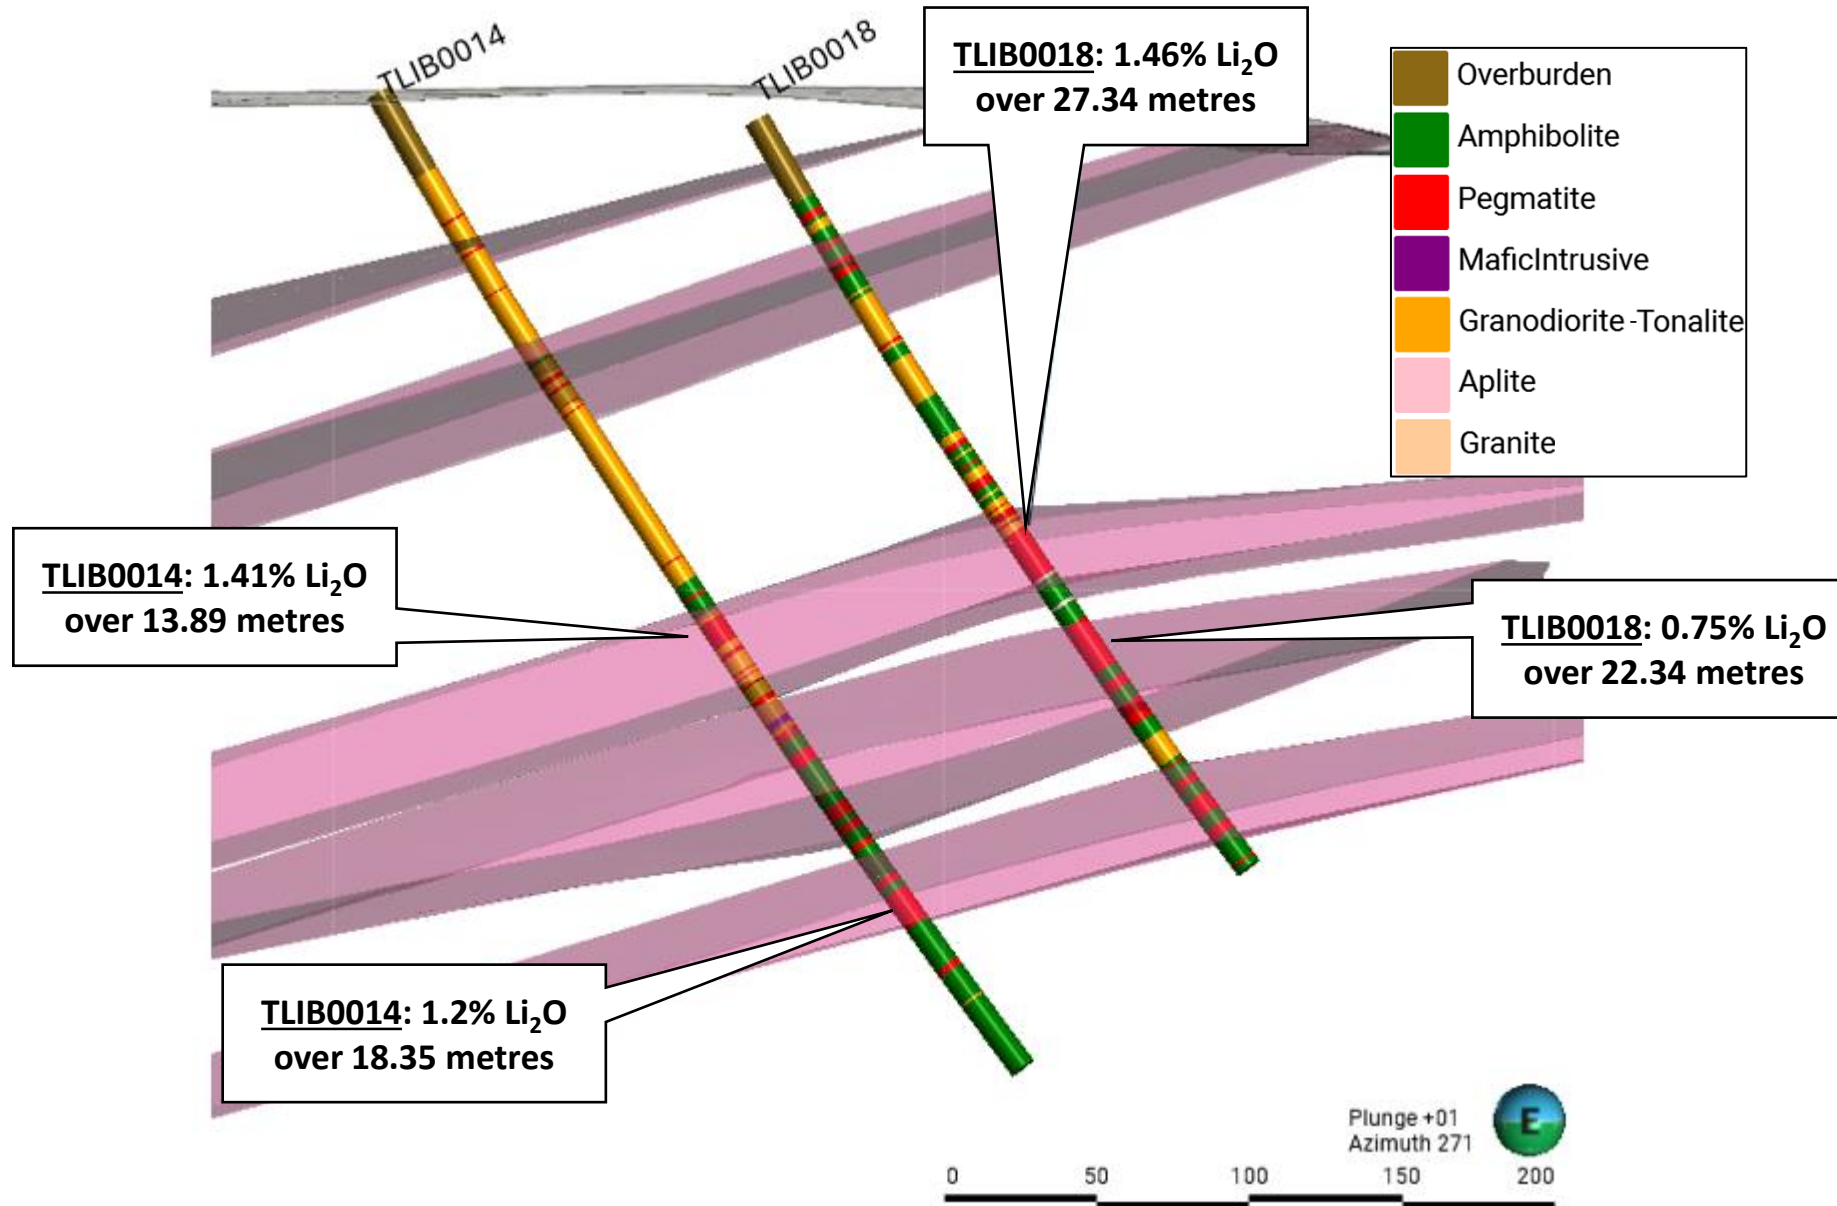 TLIB0014
TLIB0018
TLIB0018: 1.46% Li₂O
over 27.34 metres
Overburden
Amphibolite
Pegmatite
MaficIntrusive
Granodiorite-Tonalite
Aplite
Granite
TLIB0014: 1.41% Li₂O
over 13.89 metres
TLIB0018: 0.75% Li₂O
over 22.34 metres
TLIB0014: 1.2% Li₂O
over 18.35 metres
Plunge +01
Azimuth 271
E
0 50 100 150 200